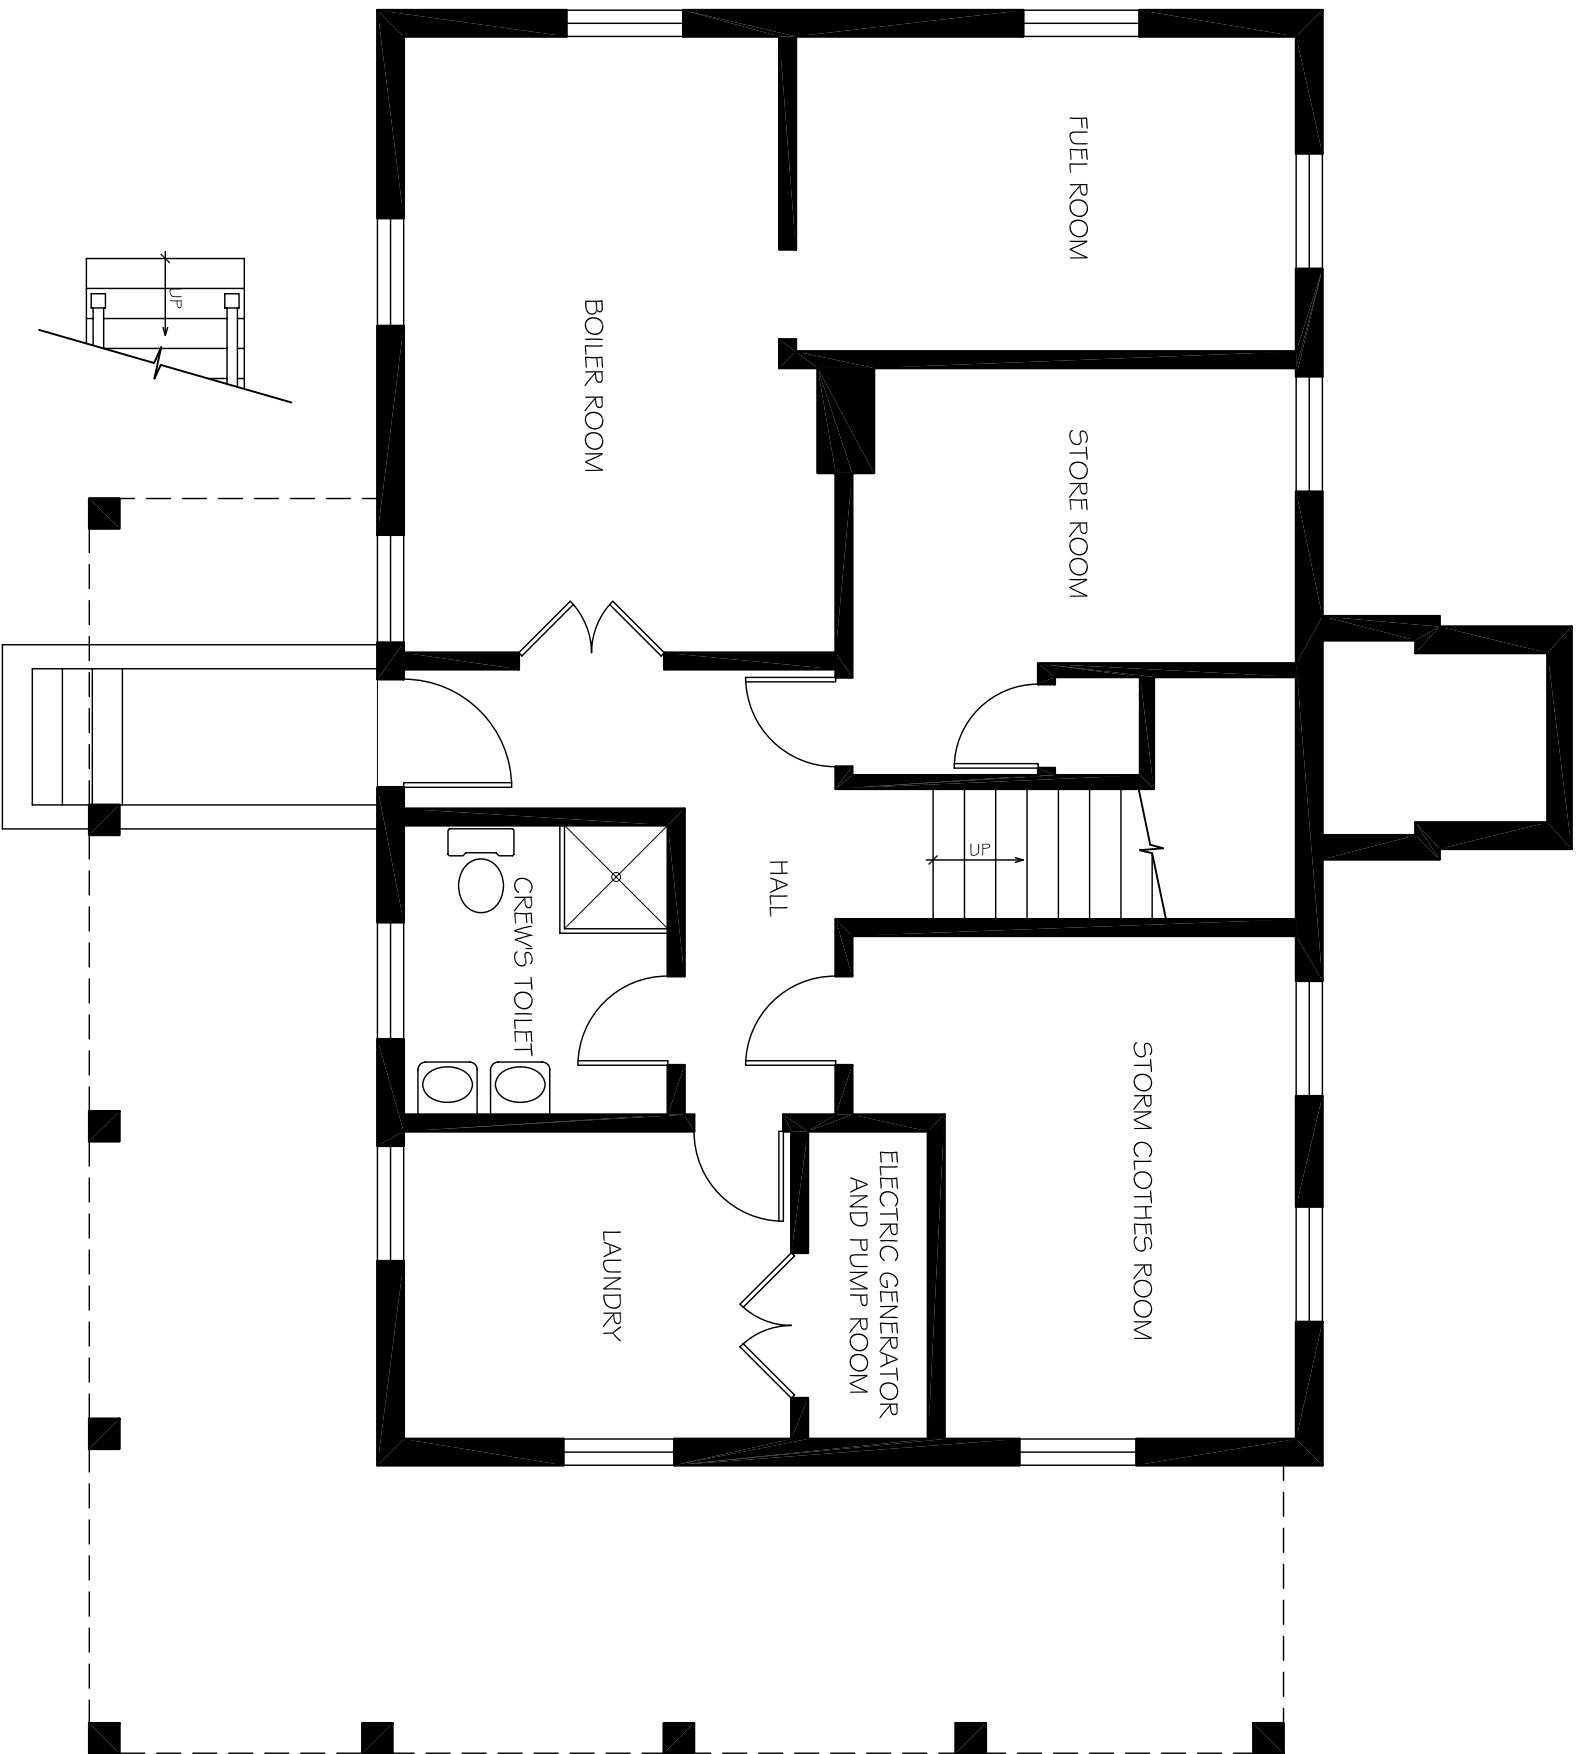 FUEL ROOM
STORE ROOM
BOILER ROOM
UP
UP
HALL
CREW'S TOILET
STORM CLOTHES ROOM
ELECTRIC GENERATOR
AND PUMP ROOM
LAUNDRY